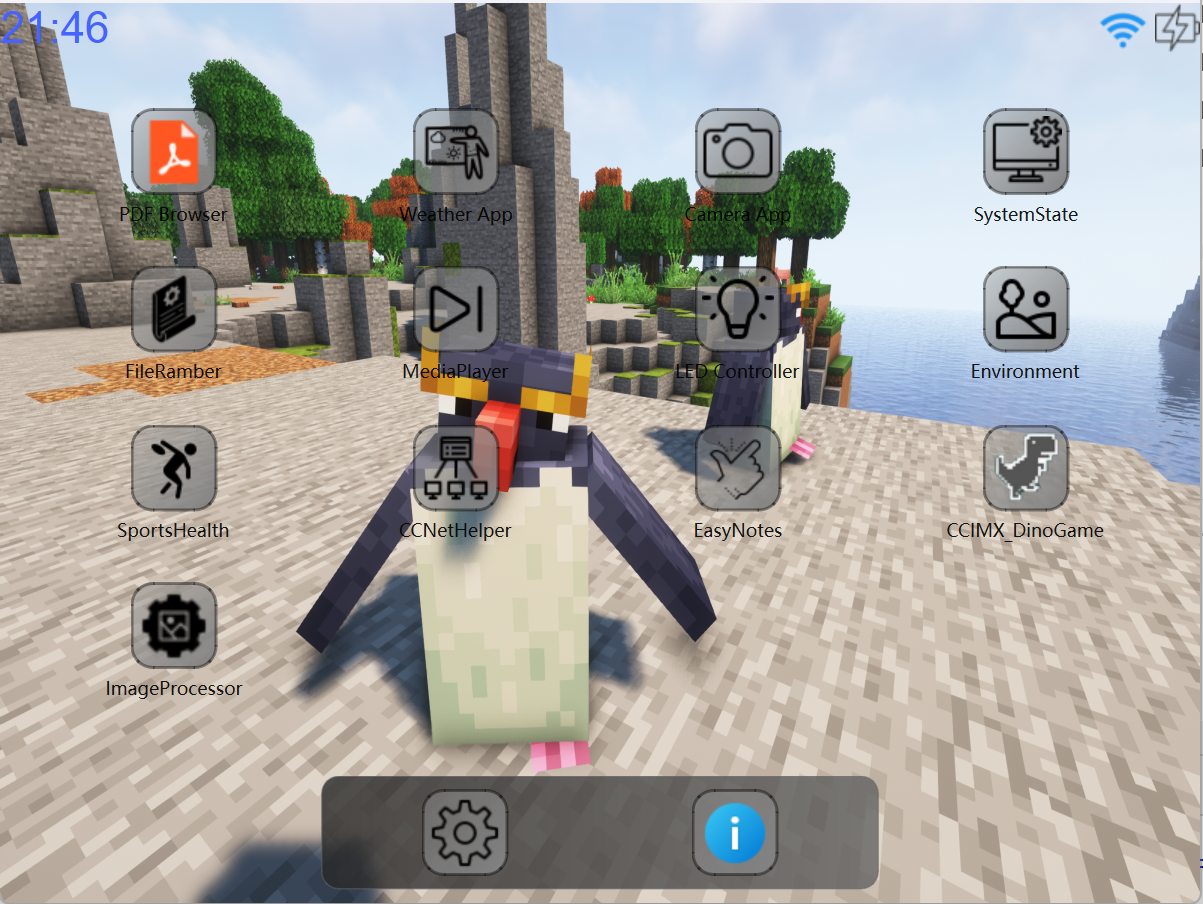 21:46
PDF Browser
Weather App
Camera App
SystemState
FileRamber
MediaPlayer
LED Controller
Environment
SportsHealth
CCNetHelper
EasyNotes
CCIMX_DinoGame
ImageProcessor
i